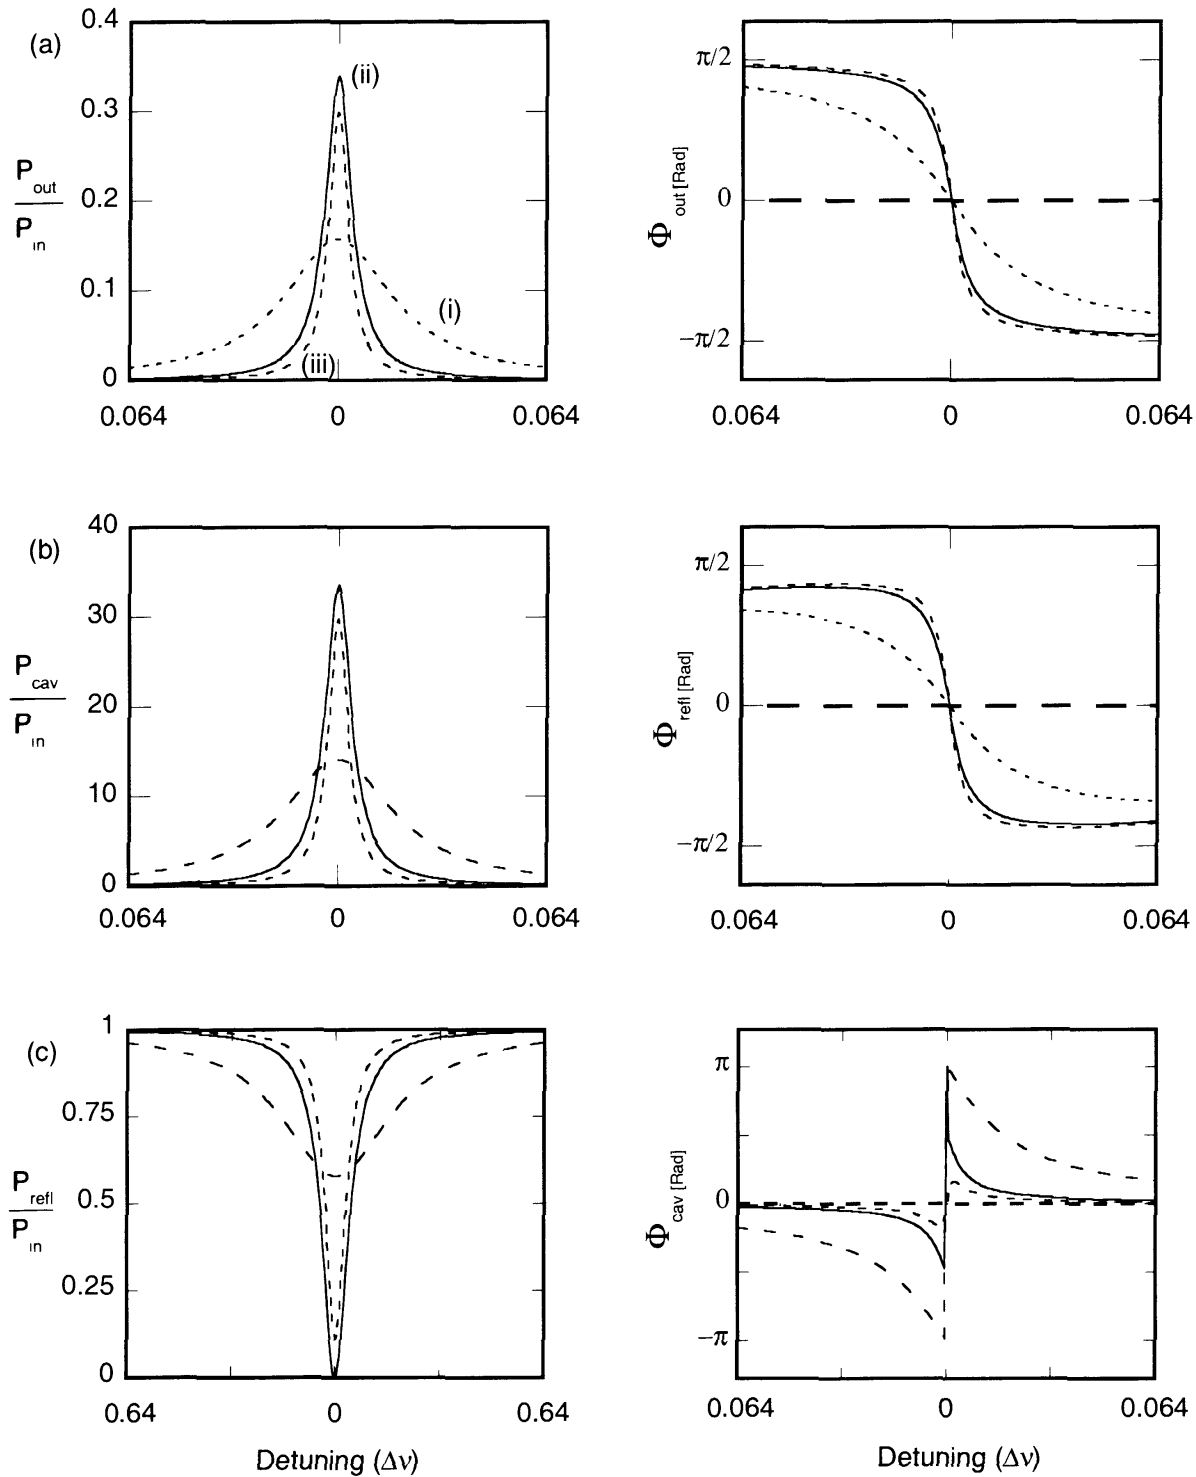 (a)
0.4
0.3
0.2
0.1
0
P out
P in
(i)
(ii)
(iii)
0.064 0 0.064
π/2
0
−π/2
Φ out [Rad]
0.064 0 0.064
(b)
40
30
20
10
0
P cav
P in
0.064 0 0.064
π/2
0
−π/2
Φ refl [Rad]
0.064 0 0.064
(c)
1
0.75
0.5
0.25
0
P refl
P in
0.64 0 0.64
Detuning (Δν)
π
0
−π
Φ cav [Rad]
0.064 0 0.064
Detuning (Δν)